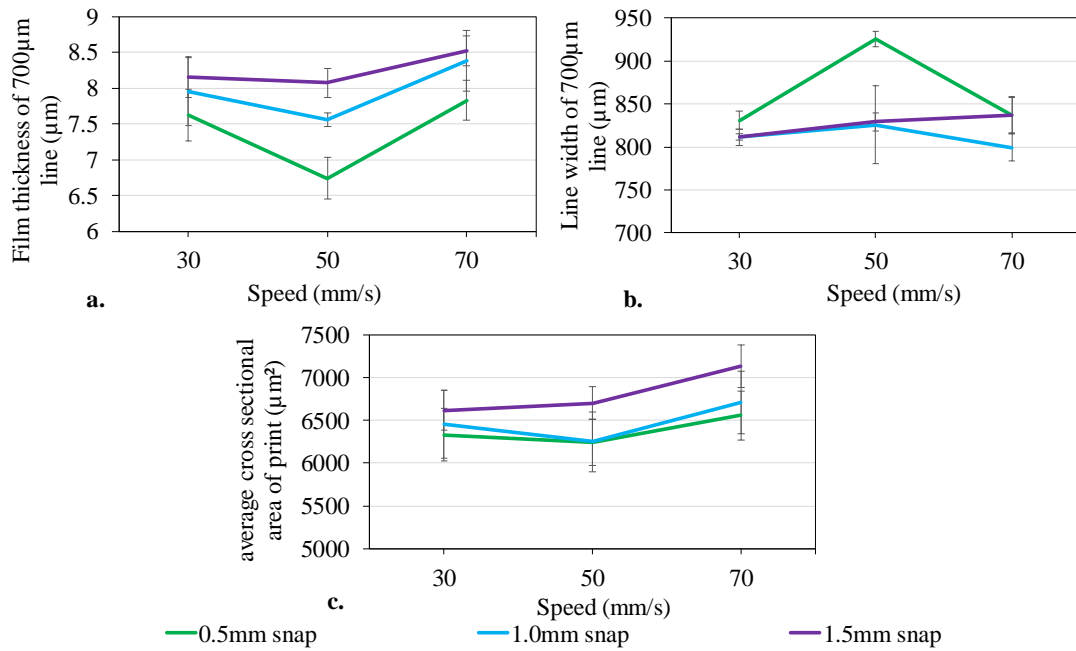 Film thickness of 700µm
line (µm)
9
8.5
8
7.5
7
6.5
6
30 50 70
Speed (mm/s)
a.
Line width of 700µm
line (µm)
950
900
850
800
750
700
30 50 70
Speed (mm/s)
b.
average cross sectional
area of print (µm²)
7500
7000
6500
6000
5500
5000
30 50 70
Speed (mm/s)
c.
0.5mm snap 1.0mm snap 1.5mm snap